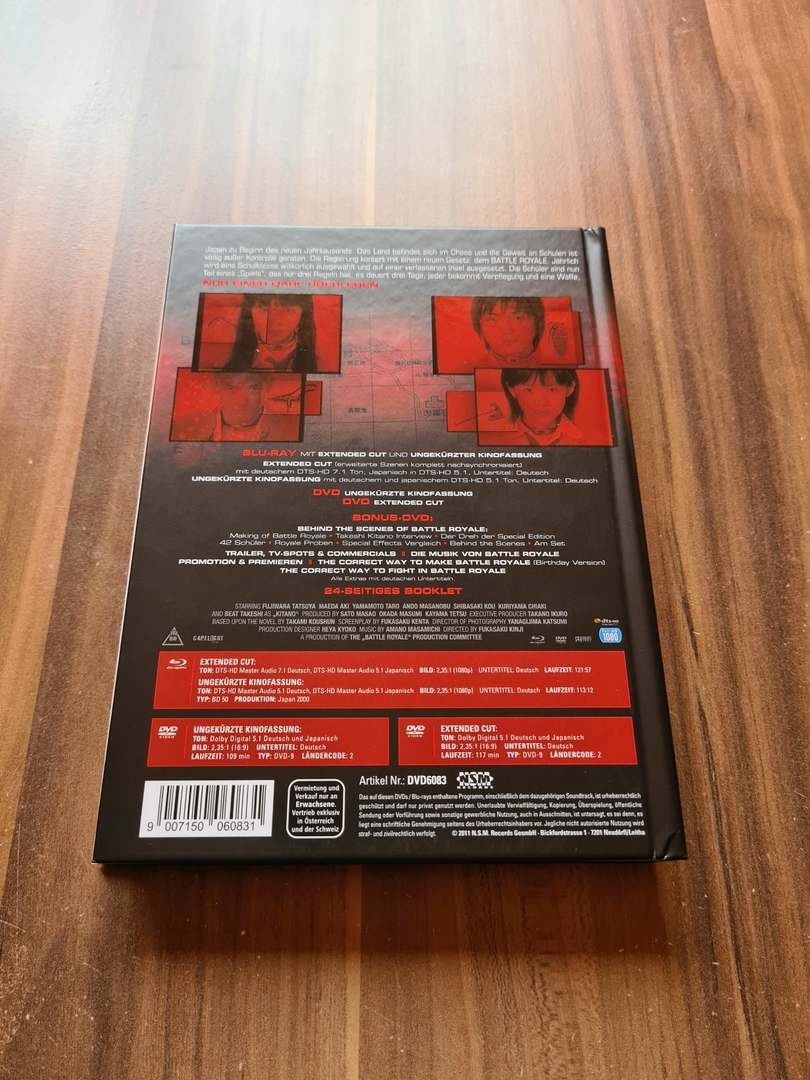 Japan zu Beginn des neuen Jahrtausends. Das Land befindet sich im Chaos und die Gewalt an Schulen ist
völlig außer Kontrolle geraten. Die Regierung kontert mit einem neuen Gesetz: dem BATTLE ROYALE. Jährlich
wird eine Schulklasse willkürlich ausgewählt und auf einer verlassenen Insel ausgesetzt. Die Schüler sind nun
Teil eines „Spiels“, das nur drei Regeln hat: es dauert drei Tage, jeder bekommt Verpflegung und eine Waffe,
NUR EINER DARF ÜBERLEBEN
BLU-RAY MIT EXTENDED CUT UND UNGEKÜRZTER KINOFASSUNG
EXTENDED CUT (erweiterte Szenen komplett nachsynchronisiert)
mit deutschem DTS-HD 7.1 Ton, Japanisch in DTS-HD 5.1, Untertitel: Deutsch
UNGEKÜRZTE KINOFASSUNG mit deutschem und japanischem DTS-HD 5.1 Ton, Untertitel: Deutsch
DVD UNGEKÜRZTE KINOFASSUNG
DVD EXTENDED CUT
BONUS-DVD:
BEHIND THE SCENES OF BATTLE ROYALE:
Making of Battle Royale • Takeshi Kitano Interview • Der Dreh der Special Edition
42 Schüler • Royale Proben • Special Effects Vergleich • Behind the Scenes • Am Set
TRAILER, TV-SPOTS & COMMERCIALS || DIE MUSIK VON BATTLE ROYALE
PROMOTION & PREMIEREN || THE CORRECT WAY TO MAKE BATTLE ROYALE (Birthday Version)
THE CORRECT WAY TO FIGHT IN BATTLE ROYALE
Alle Extras mit deutschen Untertiteln.
24-SEITIGES BOOKLET
STARRING FUJIWARA TATSUYA MAEDA AKI YAMAMOTO TARO ANDO MASANOBU SHIBASAKI KOU KURIYAMA CHIAKI
AND BEAT TAKESHI AS „KITANO“ PRODUCED BY SATO MASAO OKADA MASUMI KAYAMA TETSU EXECUTIVE PRODUCER TAKANO IKURO
BASED UPON THE NOVEL BY TAKAMI KOUSHUN SCREENPLAY BY FUKASAKU KENTA DIRECTOR OF PHOTOGRAPHY YANAGIJIMA KATSUMI
PRODUCTION DESIGNER HEYA KYOKO MUSIC BY AMANO MASAMICHI DIRECTED BY FUKASAKU KINJI
A PRODUCTION OF THE „BATTLE ROYALE“ PRODUCTION COMMITTEE
CAPELIGHT
dts-HD
1080
Blu-ray Disc
EXTENDED CUT:
TON: DTS-HD Master Audio 7.1 Deutsch, DTS-HD Master Audio 5.1 Japanisch BILD: 2,35:1 (1080p) UNTERTITEL: Deutsch LAUFZEIT: 121:57
UNGEKÜRZTE KINOFASSUNG:
TON: DTS-HD Master Audio 5.1 Deutsch, DTS-HD Master Audio 5.1 Japanisch BILD: 2,35:1 (1080p) UNTERTITEL: Deutsch LAUFZEIT: 113:12
TYP: BD 50 PRODUKTION: Japan 2000
DVD VIDEO
UNGEKÜRZTE KINOFASSUNG:
TON: Dolby Digital 5.1 Deutsch und Japanisch
BILD: 2,35:1 (16:9) UNTERTITEL: Deutsch
LAUFZEIT: 109 min TYP: DVD-9 LÄNDERCODE: 2
DVD VIDEO
EXTENDED CUT:
TON: Dolby Digital 5.1 Deutsch und Japanisch
BILD: 2,35:1 (16:9) UNTERTITEL: Deutsch
LAUFZEIT: 117 min TYP: DVD-9 LÄNDERCODE: 2
9 007150 060831
Vermietung und
Verkauf nur an
Erwachsene.
Vertrieb exklusiv
in Österreich
und der Schweiz
Artikel Nr.: DVD6083
NSM RECORDS
Das auf diesen DVDs / Blu-rays enthaltene Programm, einschließlich dem dazugehörigen Soundtrack, ist urheberrechtlich
geschützt und darf nur privat genutzt werden. Unerlaubte Vervielfältigung, Kopierung, Überspielung, öffentliche
Sendung oder Vorführung sowie sonstige gewerbliche Nutzung, auch in Ausschnitten, ist untersagt, es sei denn, es
liegt eine schriftliche Genehmigung seitens des Urheberrechtsinhabers vor. Jegliche nicht autorisierte Nutzung wird
straf- und zivilrechtlich verfolgt. © 2011 N.S.M. Records GesmbH · Bickfordstrasse 1 · 7201 Neudörfl/Leitha